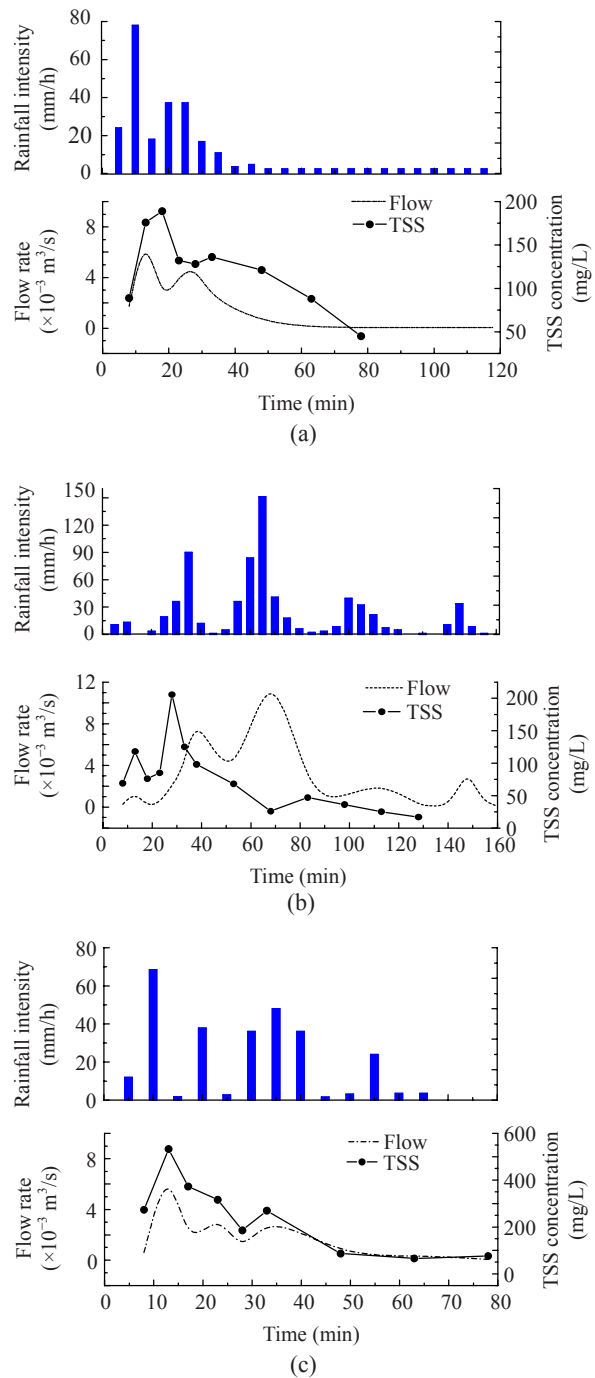 80
60
40
20
0
Rainfall intensity
(mm/h)
8
4
0
Flow rate
(×10⁻³ m³/s)
Flow
TSS
200
150
100
50
TSS concentration
(mg/L)
0 20 40 60 80 100 120
Time (min)
(a)
150
120
90
60
30
0
Rainfall intensity
(mm/h)
12
8
4
0
Flow rate
(×10⁻³ m³/s)
Flow
TSS
200
150
100
50
0
TSS concentration
(mg/L)
0 20 40 60 80 100 120 140 160
Time (min)
(b)
80
60
40
20
0
Rainfall intensity
(mm/h)
8
4
0
Flow rate
(×10⁻³ m³/s)
Flow
TSS
600
400
200
0
TSS concentration
(mg/L)
0 10 20 30 40 50 60 70 80
Time (min)
(c)